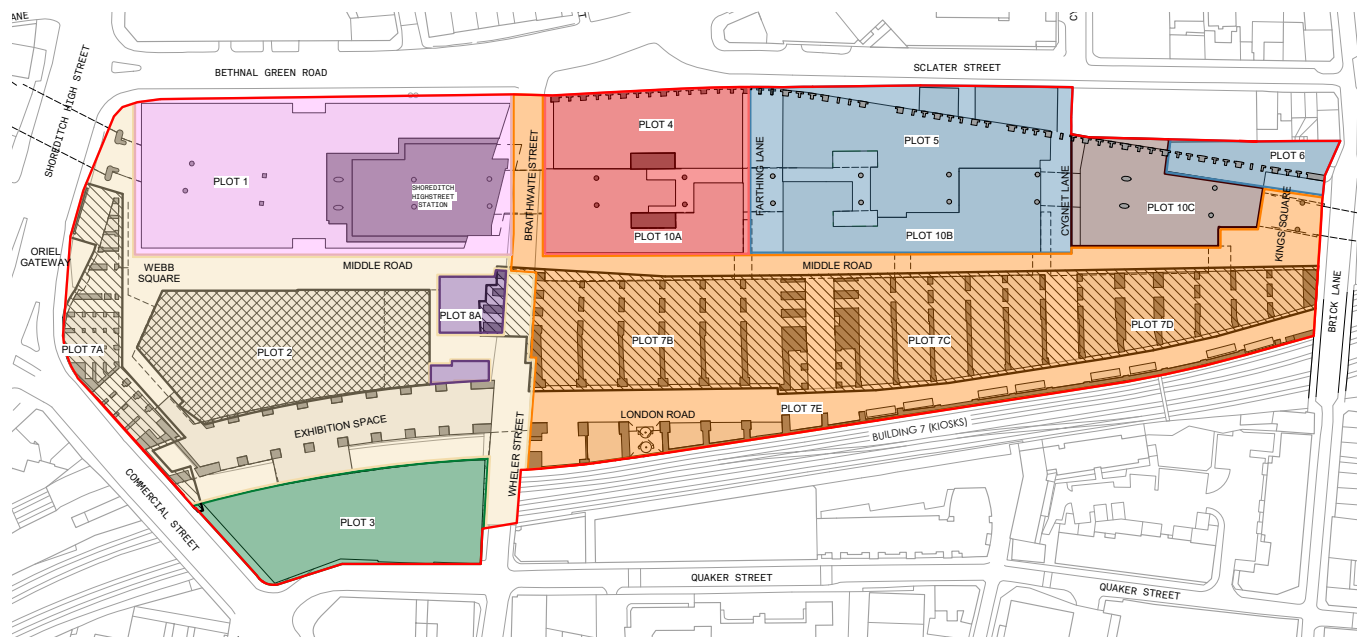 LANE
BETHNAL GREEN ROAD
SCLATER STREET
SHOREDITCH HIGH STREET
PLOT 1
SHOREDITCH
HIGHSTREET
STATION
BRAITHWAITE STREET
PLOT 4
PLOT 10A
FARTHING LANE
PLOT 5
PLOT 10B
CYGNET LANE
PLOT 6
PLOT 10C
KINGS SQUARE
ORIEL
GATEWAY
WEBB
SQUARE
MIDDLE ROAD
MIDDLE ROAD
BRICK LANE
PLOT 8A
PLOT 7A
PLOT 2
PLOT 7B
PLOT 7C
PLOT 7D
EXHIBITION SPACE
LONDON ROAD
PLOT 7E
BUILDING 7 (KIOSKS)
WHELER STREET
COMMERCIAL STREET
PLOT 3
QUAKER STREET
QUAKER STREET